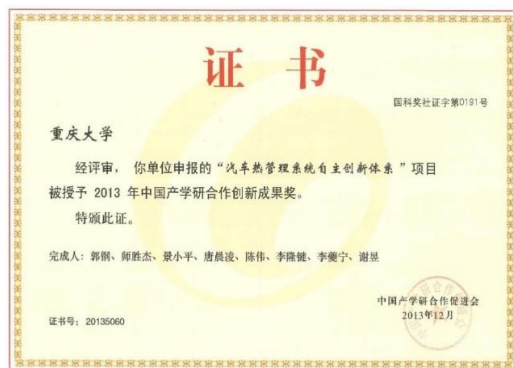 证 书
国科奖社证字第0191号
重庆大学
经评审，你单位申报的“汽车热管理系统自主创新体系”项目
被授予 2013 年中国产学研合作创新成果奖。
特颁此证。
完成人：郭钢、师胜杰、景小平、唐晨凌、陈伟、李隆健、李夔宁、谢昱
中国产学研合作促进会
2013年12月
证书号：20135060